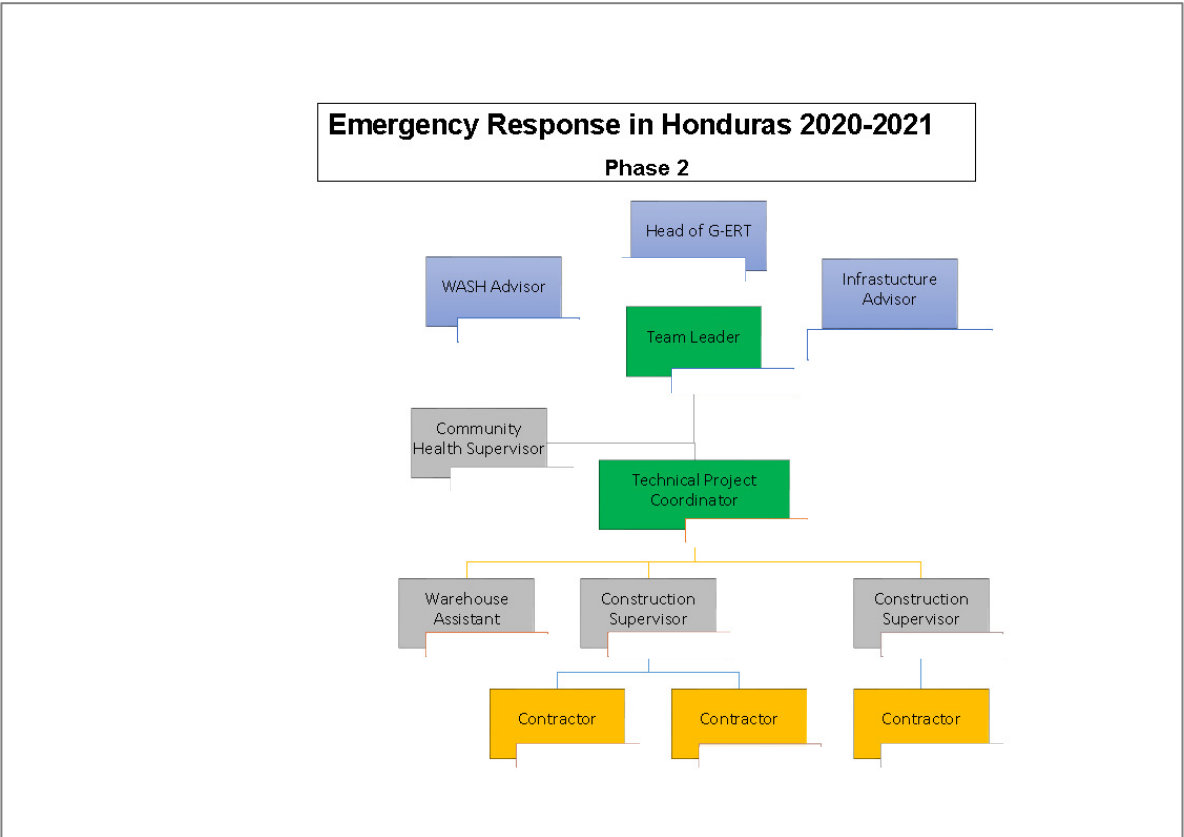 Emergency Response in Honduras 2020-2021
Phase 2
Head of G-ERT
WASH Advisor
Infrastucture
Advisor
Team Leader
Community
Health Supervisor
Technical Project
Coordinator
Warehouse
Assistant
Construction
Supervisor
Construction
Supervisor
Contractor
Contractor
Contractor